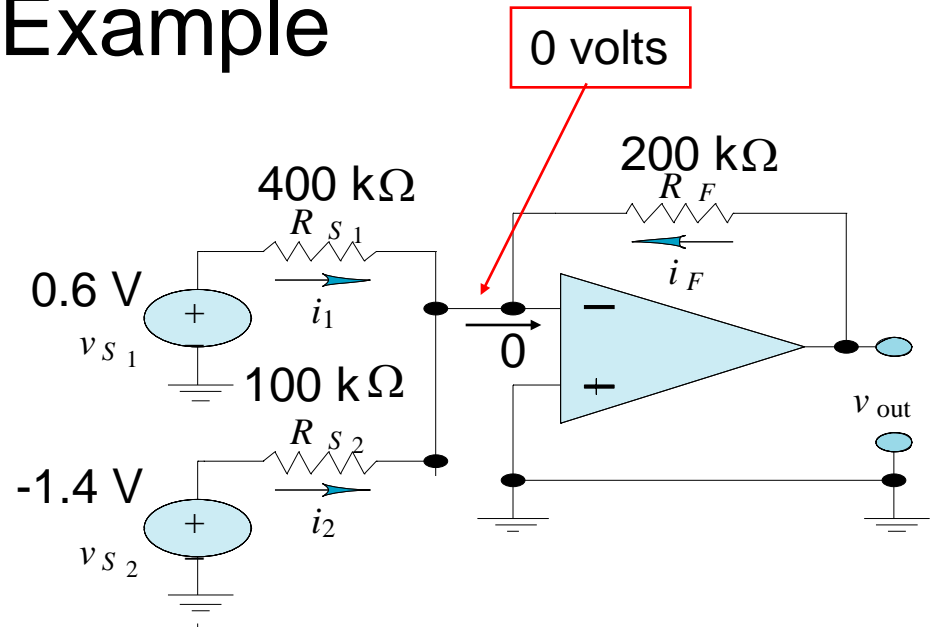 Example
0 volts
200 kΩ
R F
i F
400 kΩ
R S 1
i1
0.6 V
+
v S 1
0
100 kΩ
+
R S 2
i2
-1.4 V
+
v S 2
v out